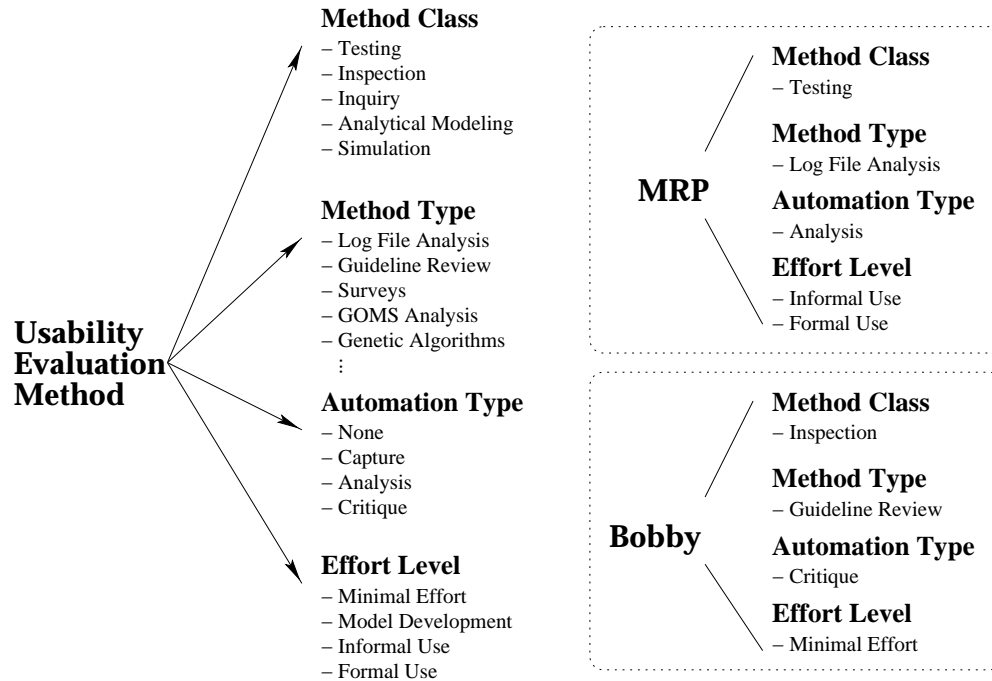 Usability
Evaluation
Method
Method Class
– Testing
– Inspection
– Inquiry
– Analytical Modeling
– Simulation
Method Type
– Log File Analysis
– Guideline Review
– Surveys
– GOMS Analysis
– Genetic Algorithms
...
Automation Type
– None
– Capture
– Analysis
– Critique
Effort Level
– Minimal Effort
– Model Development
– Informal Use
– Formal Use
MRP
Method Class
– Testing
Method Type
– Log File Analysis
Automation Type
– Analysis
Effort Level
– Informal Use
– Formal Use
Bobby
Method Class
– Inspection
Method Type
– Guideline Review
Automation Type
– Critique
Effort Level
– Minimal Effort